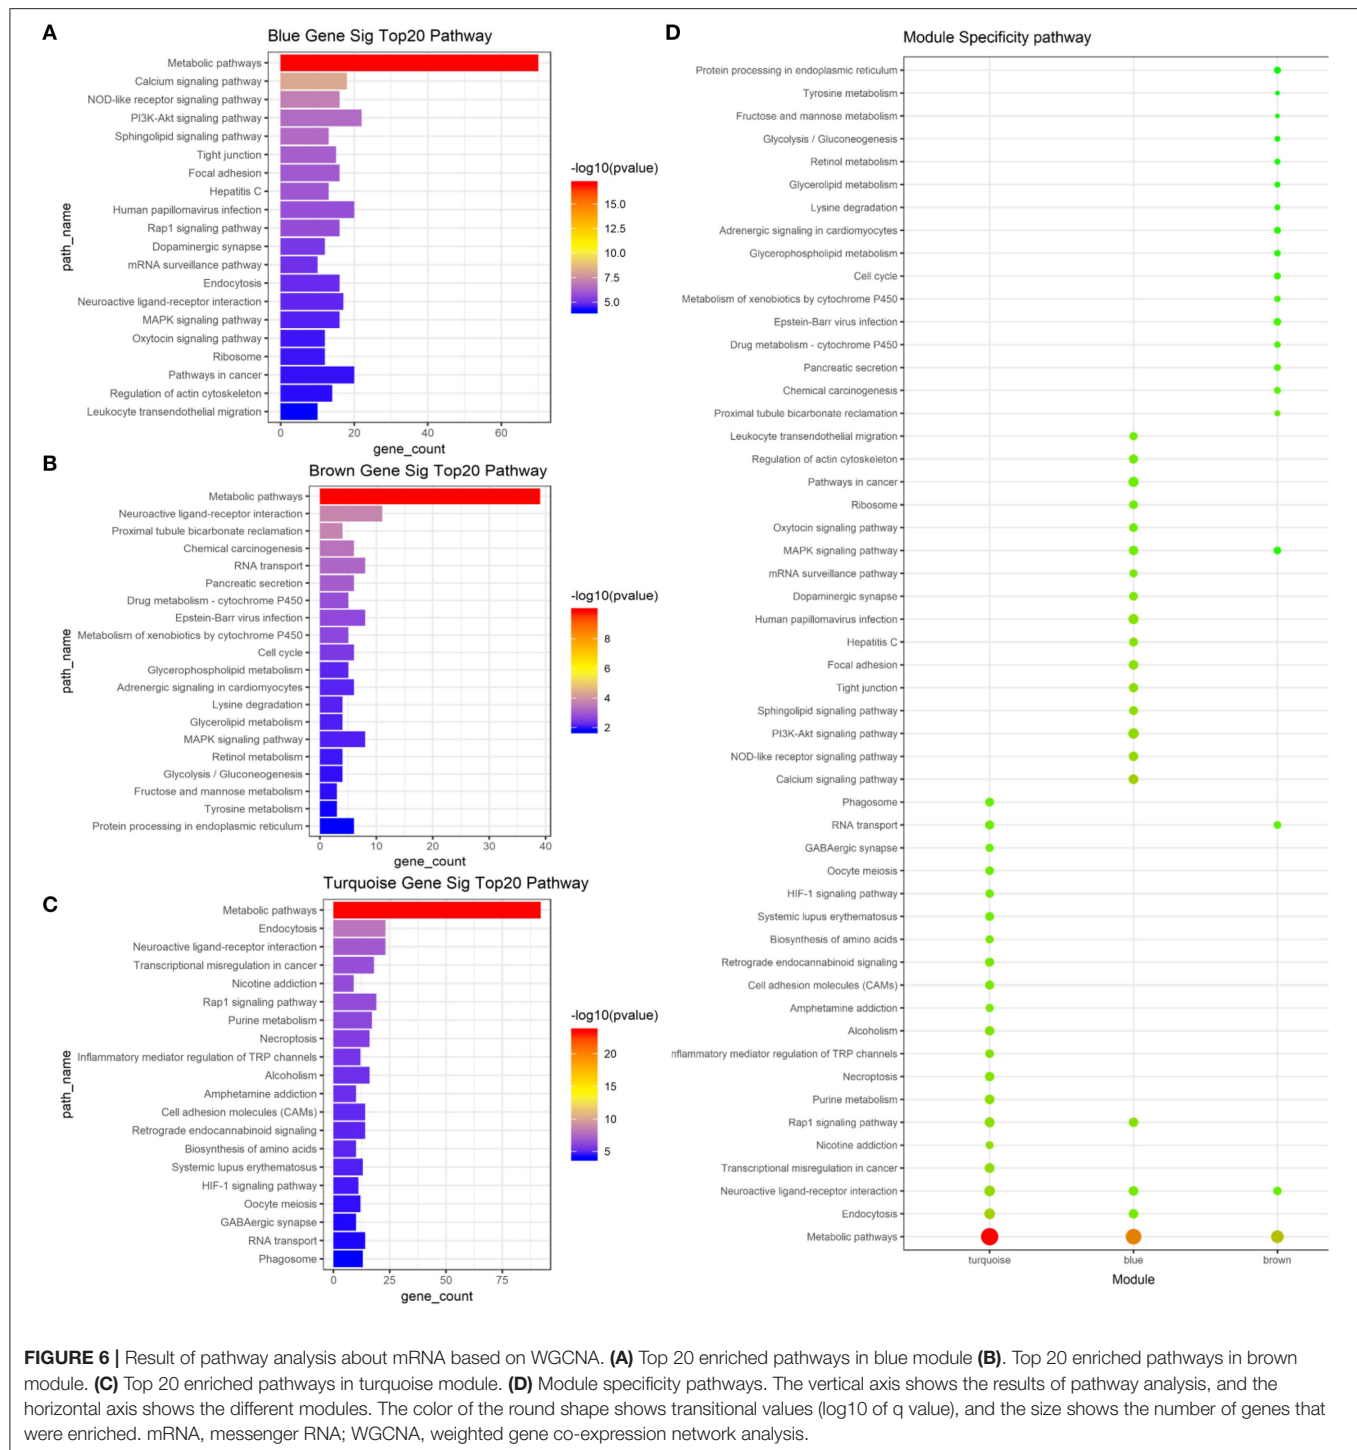 A
Blue Gene Sig Top20 Pathway
Metabolic pathways
Calcium signaling pathway
NOD-like receptor signaling pathway
PI3K-Akt signaling pathway
Sphingolipid signaling pathway
Tight junction
Focal adhesion
Hepatitis C
Human papillomavirus infection
Rap1 signaling pathway
Dopaminergic synapse
mRNA surveillance pathway
Endocytosis
Neuroactive ligand-receptor interaction
MAPK signaling pathway
Oxytocin signaling pathway
Ribosome
Pathways in cancer
Regulation of actin cytoskeleton
Leukocyte transendothelial migration
path_name
0 20 40 60
gene_count
-log10(pvalue)
15.0
12.5
10.0
7.5
5.0
B
Brown Gene Sig Top20 Pathway
Metabolic pathways
Neuroactive ligand-receptor interaction
Proximal tubule bicarbonate reclamation
Chemical carcinogenesis
RNA transport
Pancreatic secretion
Drug metabolism - cytochrome P450
Epstein-Barr virus infection
Metabolism of xenobiotics by cytochrome P450
Cell cycle
Glycerophospholipid metabolism
Adrenergic signaling in cardiomyocytes
Lysine degradation
Glycerolipid metabolism
MAPK signaling pathway
Retinol metabolism
Glycolysis / Gluconeogenesis
Fructose and mannose metabolism
Tyrosine metabolism
Protein processing in endoplasmic reticulum
path_name
0 10 20 30 40
gene_count
-log10(pvalue)
8
6
4
2
C
Turquoise Gene Sig Top20 Pathway
Metabolic pathways
Endocytosis
Neuroactive ligand-receptor interaction
Transcriptional misregulation in cancer
Nicotine addiction
Rap1 signaling pathway
Purine metabolism
Necroptosis
Inflammatory mediator regulation of TRP channels
Alcoholism
Amphetamine addiction
Cell adhesion molecules (CAMs)
Retrograde endocannabinoid signaling
Biosynthesis of amino acids
Systemic lupus erythematosus
HIF-1 signaling pathway
Oocyte meiosis
GABAergic synapse
RNA transport
Phagosome
path_name
0 25 50 75
gene_count
-log10(pvalue)
20
15
10
5
D
Module Specificity pathway
Protein processing in endoplasmic reticulum
Tyrosine metabolism
Fructose and mannose metabolism
Glycolysis / Gluconeogenesis
Retinol metabolism
Glycerolipid metabolism
Lysine degradation
Adrenergic signaling in cardiomyocytes
Glycerophospholipid metabolism
Cell cycle
Metabolism of xenobiotics by cytochrome P450
Epstein-Barr virus infection
Drug metabolism - cytochrome P450
Pancreatic secretion
Chemical carcinogenesis
Proximal tubule bicarbonate reclamation
Leukocyte transendothelial migration
Regulation of actin cytoskeleton
Pathways in cancer
Ribosome
Oxytocin signaling pathway
MAPK signaling pathway
mRNA surveillance pathway
Dopaminergic synapse
Human papillomavirus infection
Hepatitis C
Focal adhesion
Tight junction
Sphingolipid signaling pathway
PI3K-Akt signaling pathway
NOD-like receptor signaling pathway
Calcium signaling pathway
Phagosome
RNA transport
GABAergic synapse
Oocyte meiosis
HIF-1 signaling pathway
Systemic lupus erythematosus
Biosynthesis of amino acids
Retrograde endocannabinoid signaling
Cell adhesion molecules (CAMs)
Amphetamine addiction
Alcoholism
nflammatory mediator regulation of TRP channels
Necroptosis
Purine metabolism
Rap1 signaling pathway
Nicotine addiction
Transcriptional misregulation in cancer
Neuroactive ligand-receptor interaction
Endocytosis
Metabolic pathways
turquoise blue brown
Module
FIGURE 6 | Result of pathway analysis about mRNA based on WGCNA. (A) Top 20 enriched pathways in blue module (B). Top 20 enriched pathways in brown
module. (C) Top 20 enriched pathways in turquoise module. (D) Module specificity pathways. The vertical axis shows the results of pathway analysis, and the
horizontal axis shows the different modules. The color of the round shape shows transitional values (log10 of q value), and the size shows the number of genes that
were enriched. mRNA, messenger RNA; WGCNA, weighted gene co-expression network analysis.